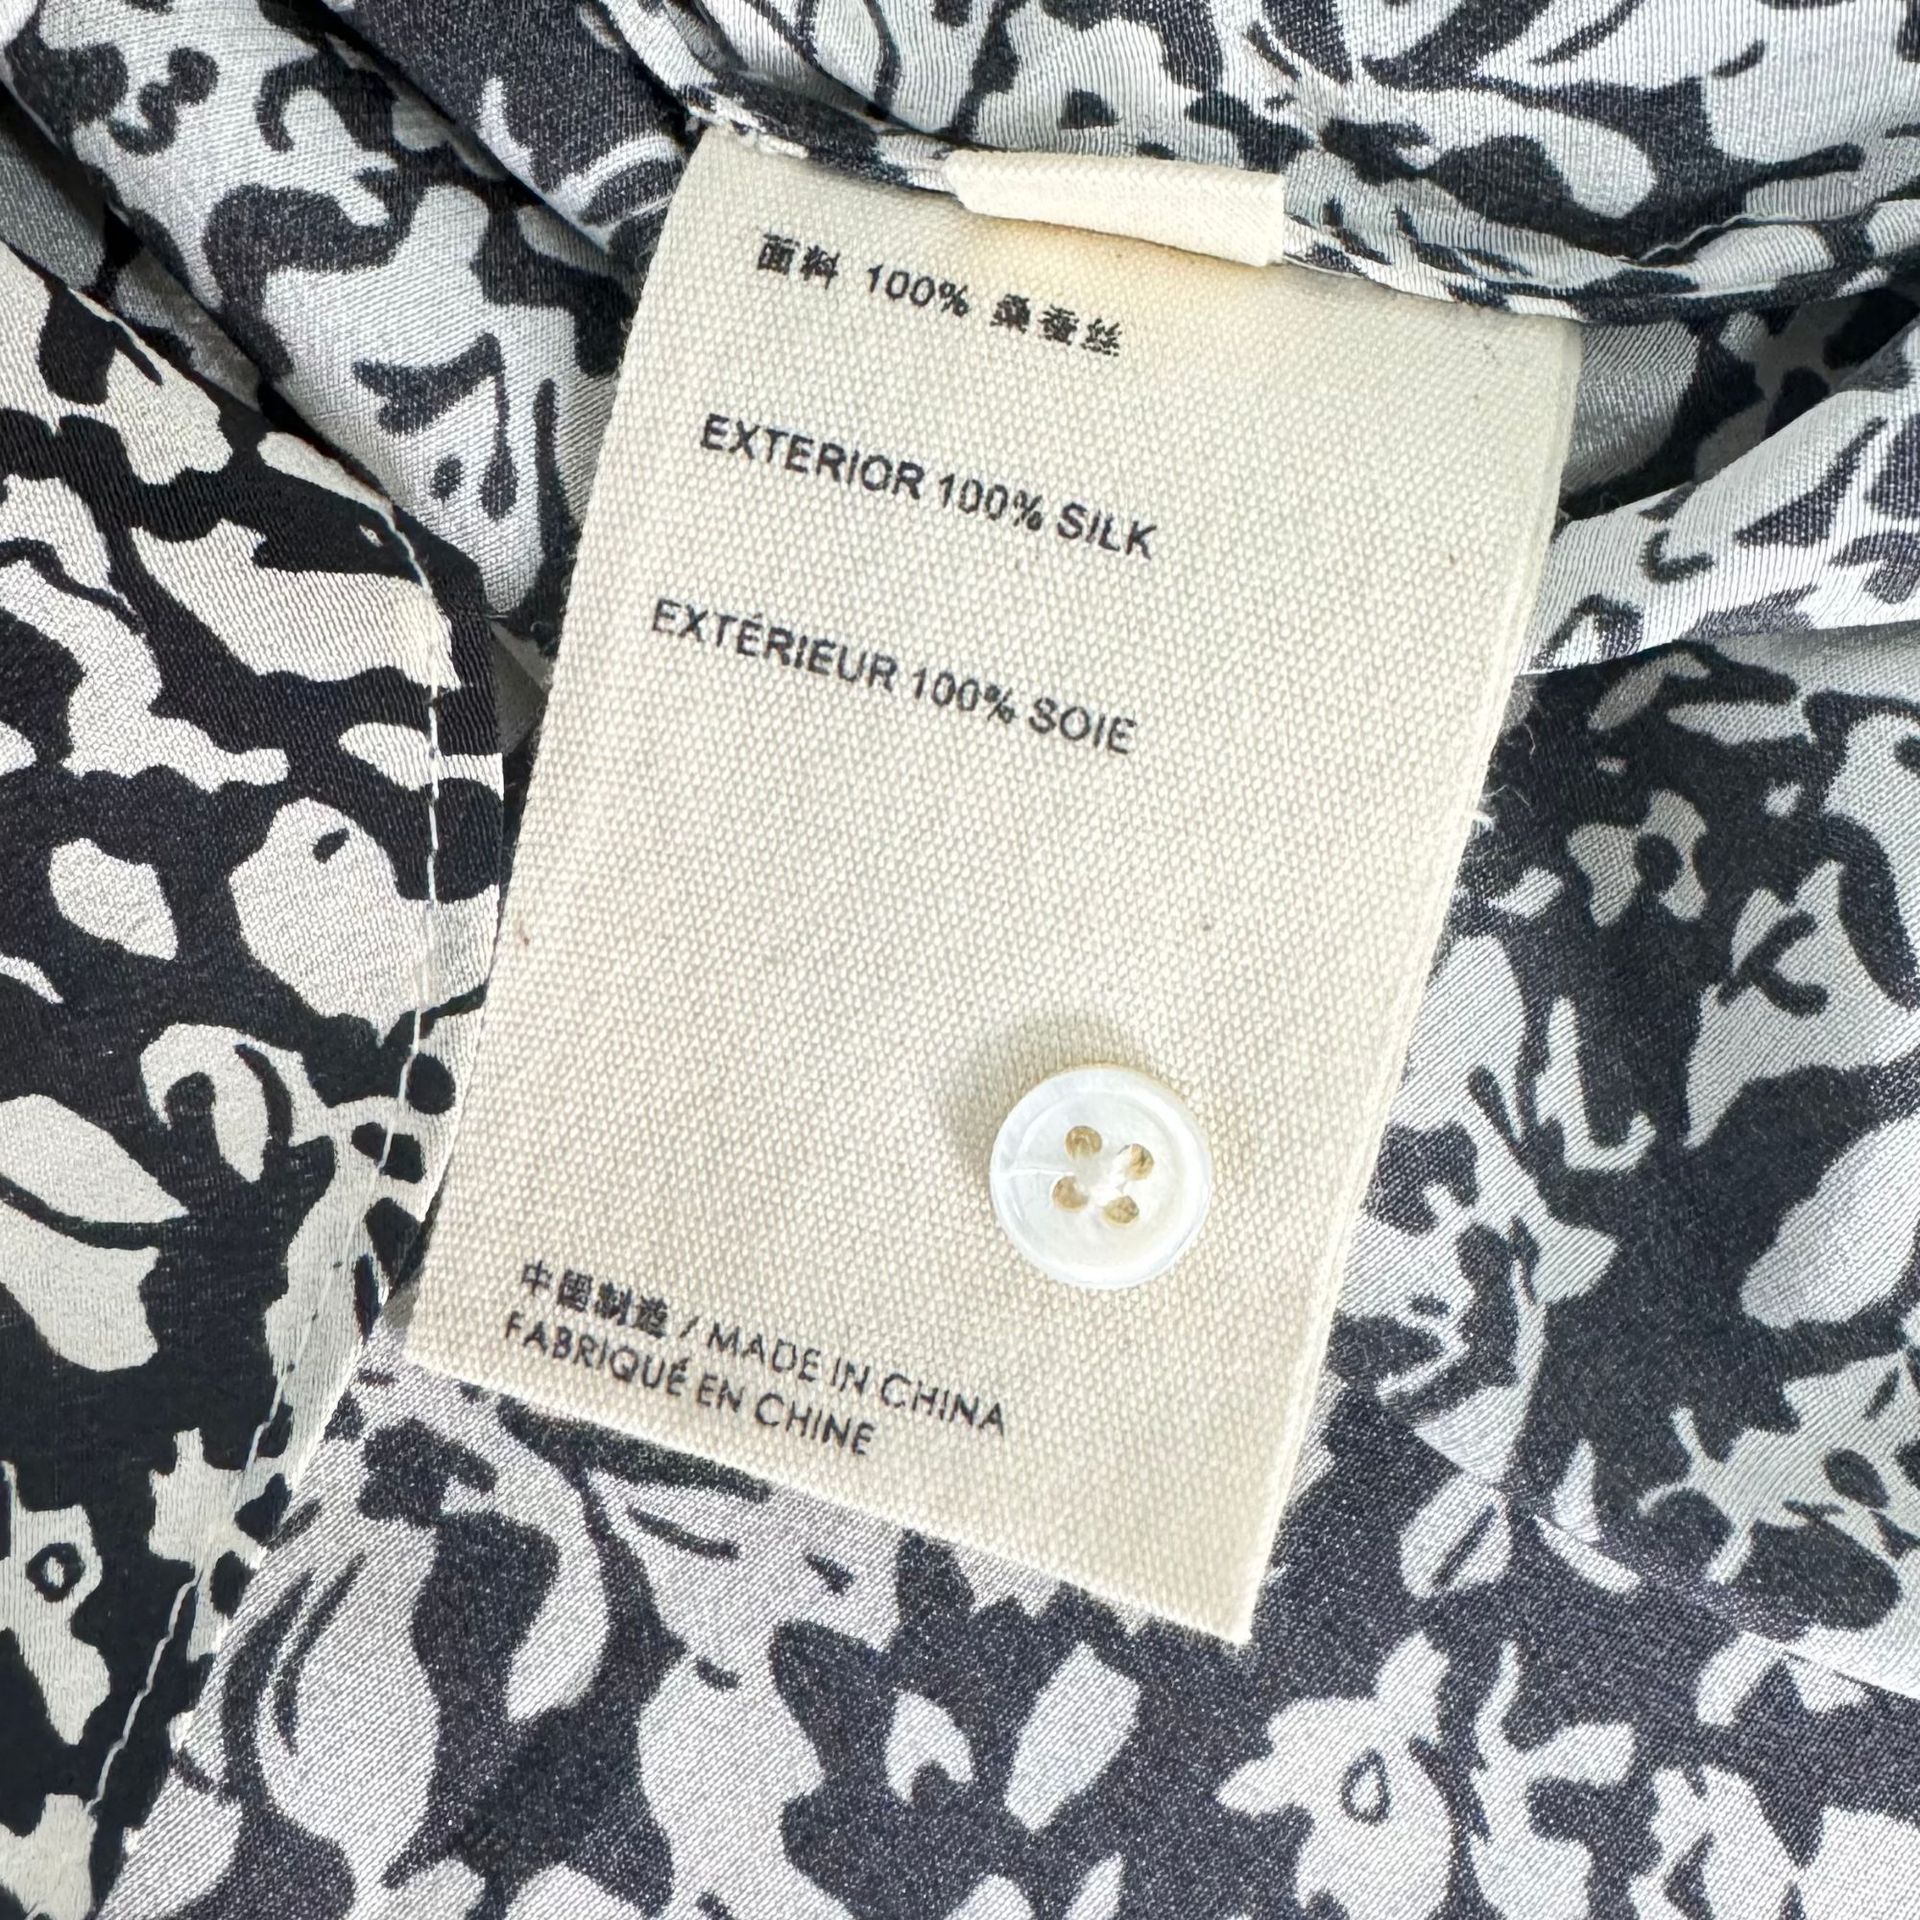 面料 100% 桑蚕丝
EXTERIOR 100% SILK
EXTÉRIEUR 100% SOIE
中國制造 / MADE IN CHINA
FABRIQUÉ EN CHINE